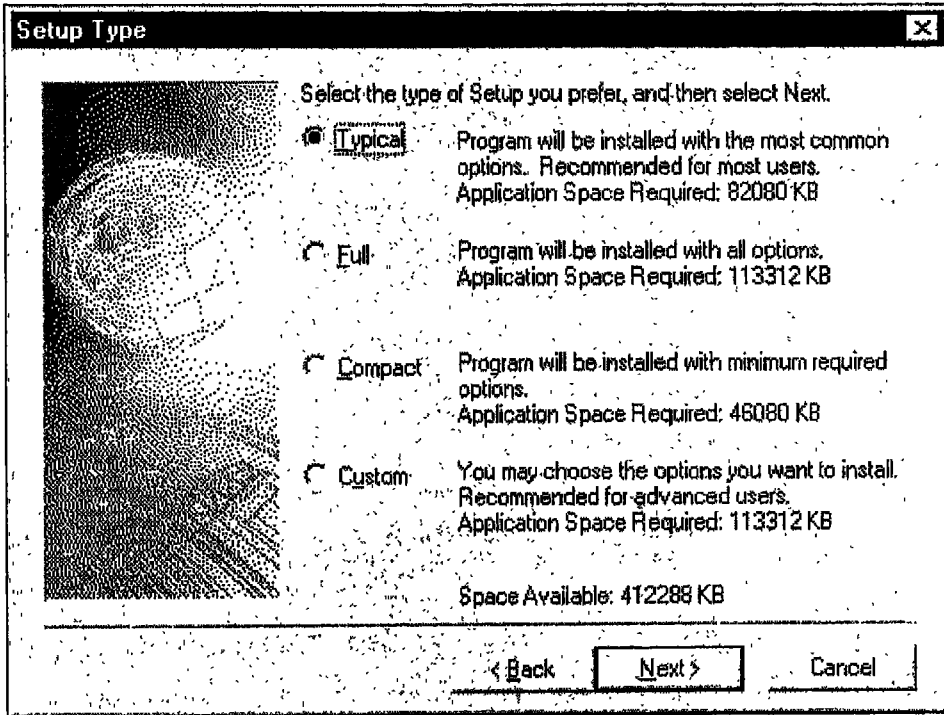 Setup Type
Select the type of Setup you prefer, and then select Next.
Typical Program will be installed with the most common
options. Recommended for most users.
Application Space Required: 82080 KB
Full Program will be installed with all options.
Application Space Required: 113312 KB
Compact Program will be installed with minimum required
options.
Application Space Required: 46080 KB
Custom You may choose the options you want to install.
Recommended for advanced users.
Application Space Required: 113312 KB
Space Available: 412288 KB
< Back Next > Cancel